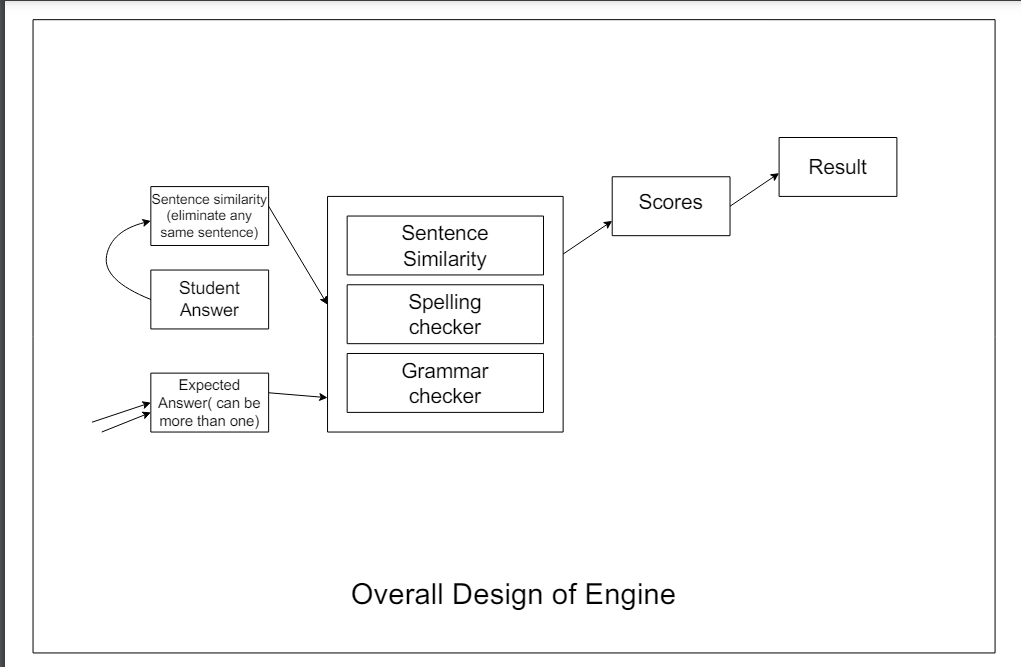 Sentence similarity
(eliminate any
same sentence)
Student
Answer
Expected
Answer( can be
more than one)
Sentence
Similarity
Spelling
checker
Grammar
checker
Scores
Result
Overall Design of Engine